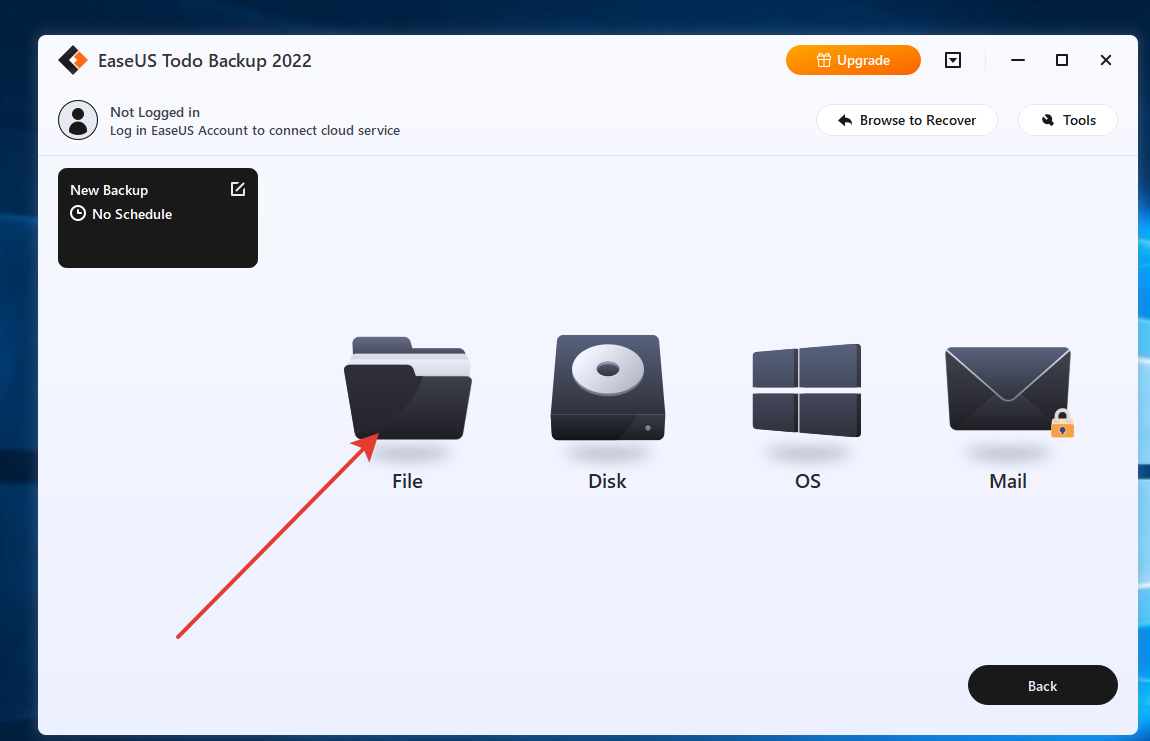 EaseUS Todo Backup 2022
Upgrade
Not Logged in
Log in EaseUS Account to connect cloud service
Browse to Recover
Tools
New Backup
No Schedule
File
Disk
OS
Mail
Back